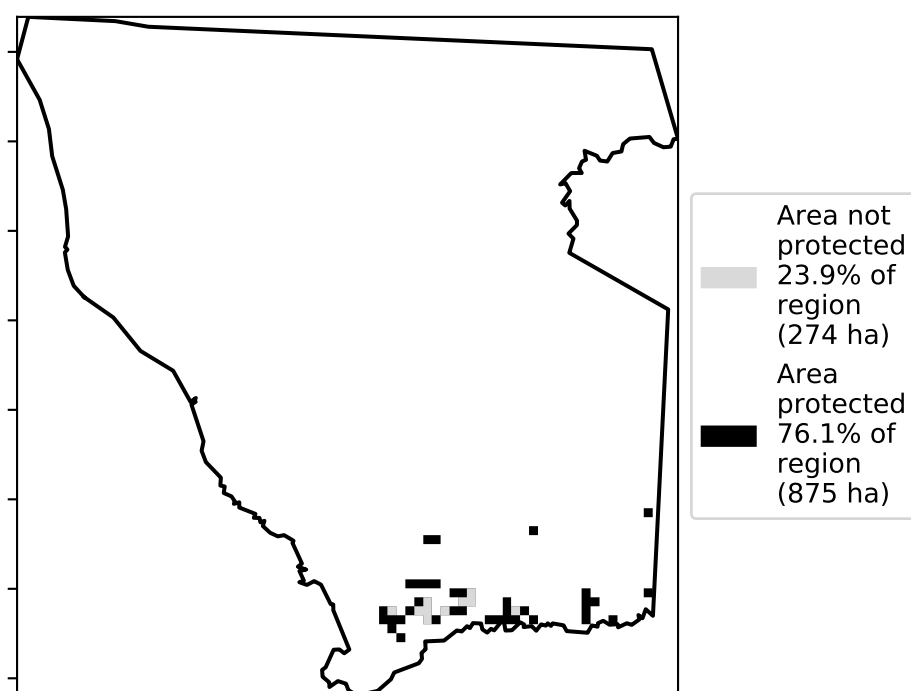 Area not
protected
23.9% of
region
(274 ha)
Area
protected
76.1% of
region
(875 ha)